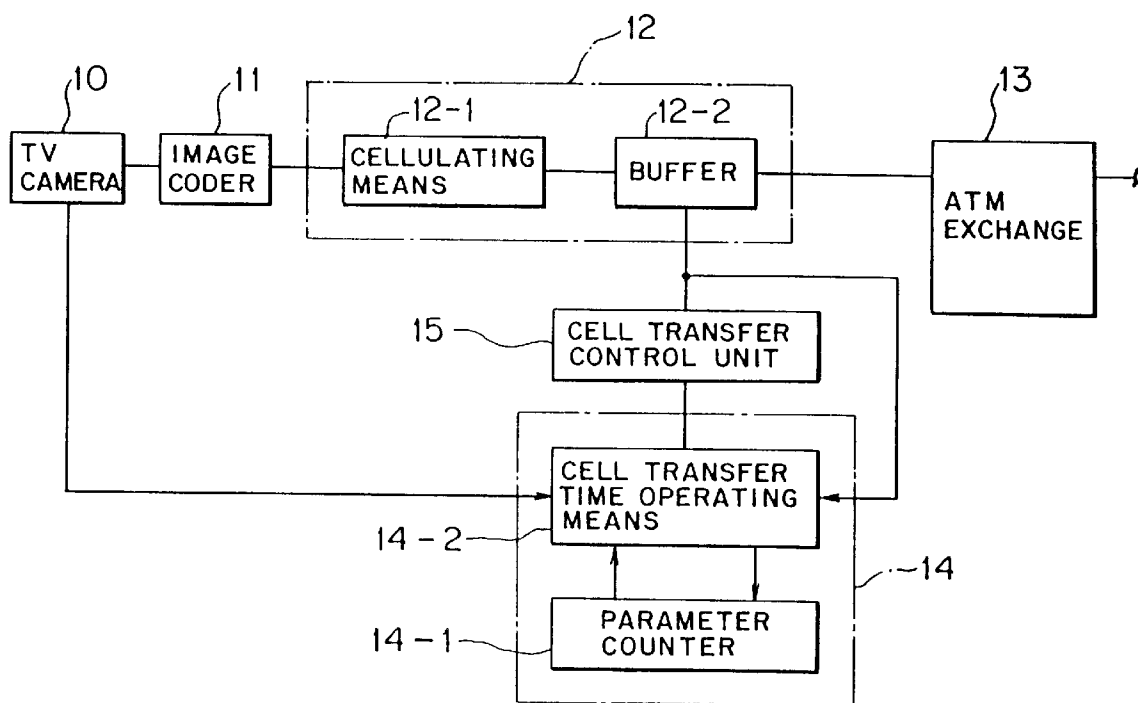 12
10
11
13
12-1
12-2
TV
CAMERA
IMAGE
CODER
CELLULATING
MEANS
BUFFER
ATM
EXCHANGE
15
CELL TRANSFER
CONTROL UNIT
CELL TRANSFER
TIME OPERATING
MEANS
14-2
14
PARAMETER
COUNTER
14-1